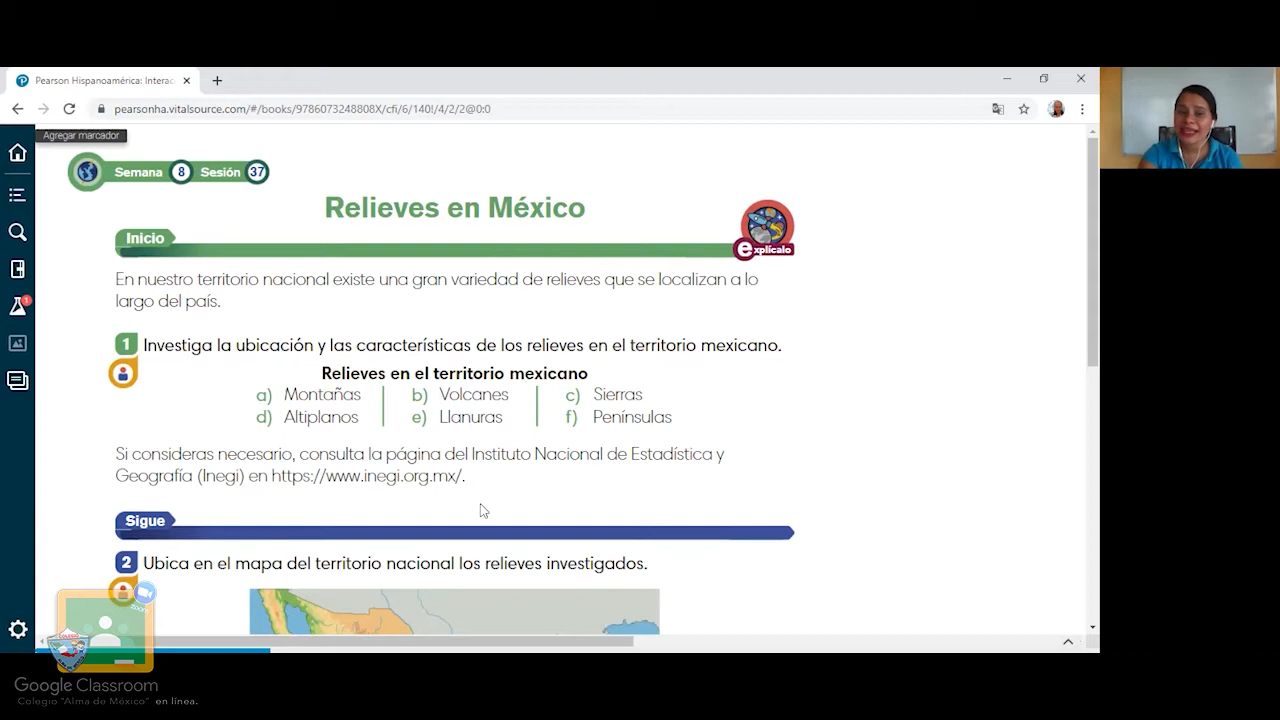 Pearson Hispanoamérica: Interac
pearsonha.vitalsource.com/#/books/9786073248808X/cfi/6/140!/4/2/2@0:0
Agregar marcador
Semana 8 Sesión 37
Relieves en México
Inicio
explícalo
En nuestro territorio nacional existe una gran variedad de relieves que se localizan a lo
largo del país.
1 Investiga la ubicación y las características de los relieves en el territorio mexicano.
Relieves en el territorio mexicano
a) Montañas b) Volcanes c) Sierras
d) Altiplanos e) Llanuras f) Penínsulas
Si consideras necesario, consulta la página del Instituto Nacional de Estadística y
Geografía (Inegi) en https://www.inegi.org.mx/.
Sigue
2 Ubica en el mapa del territorio nacional los relieves investigados.
zoom
COLEGIO
Google Classroom
Colegio "Alma de México" en línea.
1